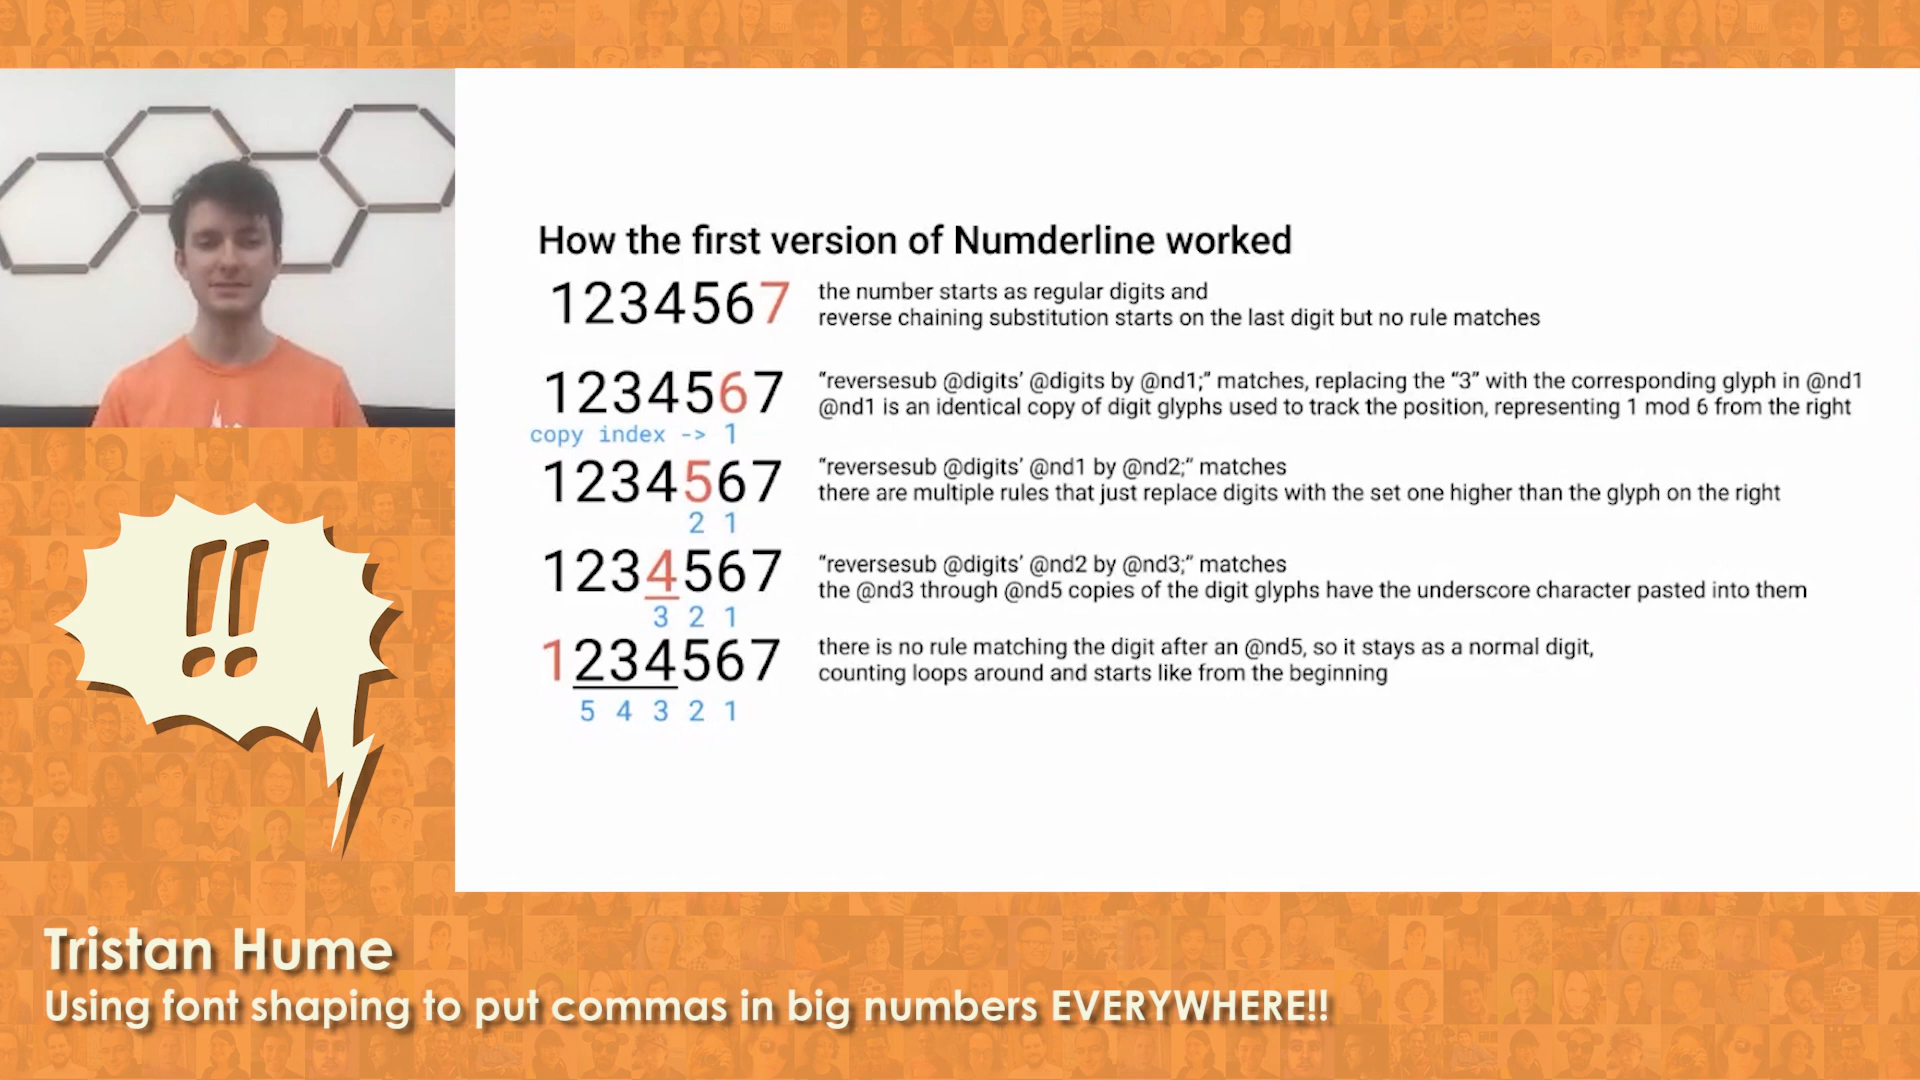 How the first version of Numderline worked
1234567
the number starts as regular digits and
reverse chaining substitution starts on the last digit but no rule matches
1234567
“reversesub @digits’ @digits by @nd1;” matches, replacing the “3” with the corresponding glyph in @nd1
@nd1 is an identical copy of digit glyphs used to track the position, representing 1 mod 6 from the right
copy index -> 1
1234567
“reversesub @digits’ @nd1 by @nd2;” matches
there are multiple rules that just replace digits with the set one higher than the glyph on the right
2 1
1234567
“reversesub @digits’ @nd2 by @nd3;” matches
the @nd3 through @nd5 copies of the digit glyphs have the underscore character pasted into them
3 2 1
1234567
there is no rule matching the digit after an @nd5, so it stays as a normal digit,
counting loops around and starts like from the beginning
5 4 3 2 1
!!
Tristan Hume
Using font shaping to put commas in big numbers EVERYWHERE!!